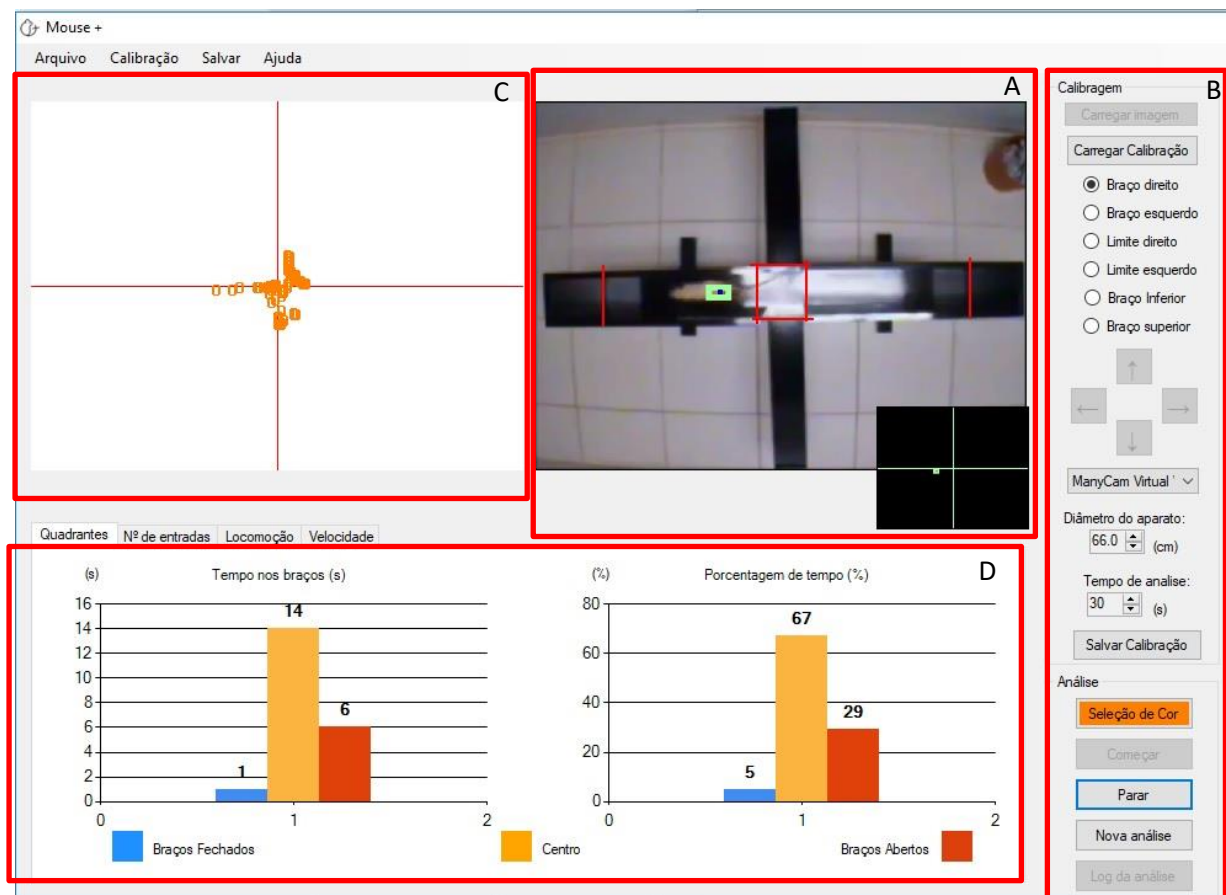 Mouse +
Arquivo Calibração Salvar Ajuda
C
A
B
Calibragem
Carregar imagem
Carregar Calibração
Braço direito
Braço esquerdo
Limite direito
Limite esquerdo
Braço Inferior
Braço superior
↑
← →
↓
ManyCam Virtual '
Diâmetro do aparato:
66.0 (cm)
Tempo de analise:
30 (s)
Salvar Calibração
Análise
Seleção de Cor
Começar
Parar
Nova análise
Log da análise
Quadrantes Nº de entradas Locomoção Velocidade
D
(s) Tempo nos braços (s)
16
14
12
10
8
6
4
2
0
1
14
6
0 1 2
(%) Porcentagem de tempo (%)
80
60
40
20
0
5
67
29
0 1 2
Braços Fechados Centro Braços Abertos